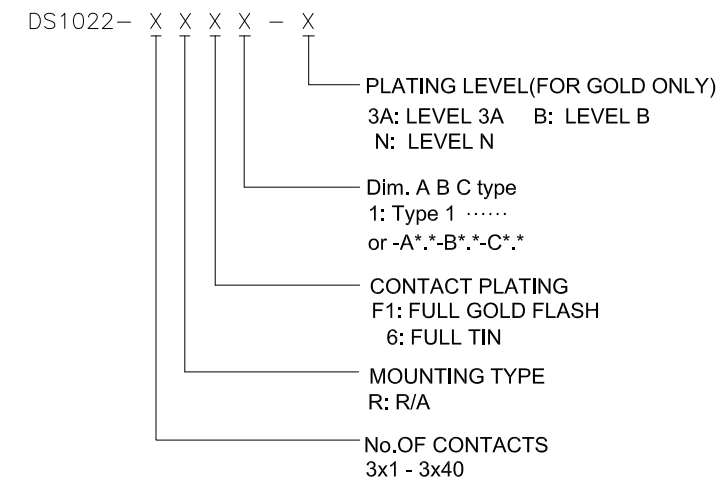 DS1022- X X X X - X
PLATING LEVEL(FOR GOLD ONLY)
3A: LEVEL 3A B: LEVEL B
N: LEVEL N
Dim. A B C type
1: Type 1 ······
or -A*.*-B*.*-C*.*
CONTACT PLATING
F1: FULL GOLD FLASH
6: FULL TIN
MOUNTING TYPE
R: R/A
No.OF CONTACTS
3x1 - 3x40